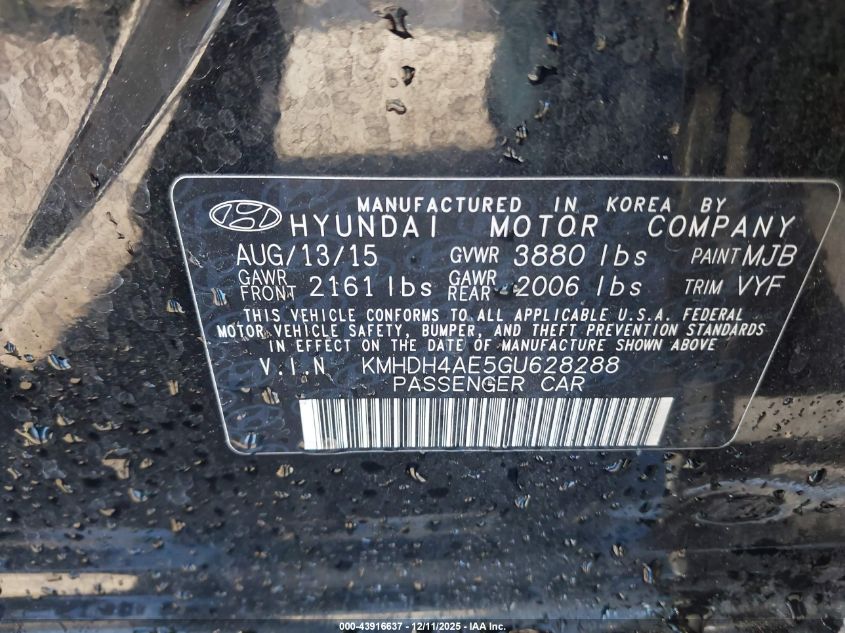 MANUFACTURED IN KOREA BY
HYUNDAI MOTOR COMPANY
AUG/13/15 GVWR 3880 lbs PAINT MJB
GAWR FRONT 2161 lbs GAWR REAR 2006 lbs TRIM VYF
THIS VEHICLE CONFORMS TO ALL APPLICABLE U.S.A. FEDERAL
MOTOR VEHICLE SAFETY, BUMPER, AND THEFT PREVENTION STANDARDS
IN EFFECT ON THE DATE OF MANUFACTURE SHOWN ABOVE
V.I.N KMHDH4AE5GU628288
PASSENGER CAR
000-43916637 - 12/11/2025 - IAA Inc.